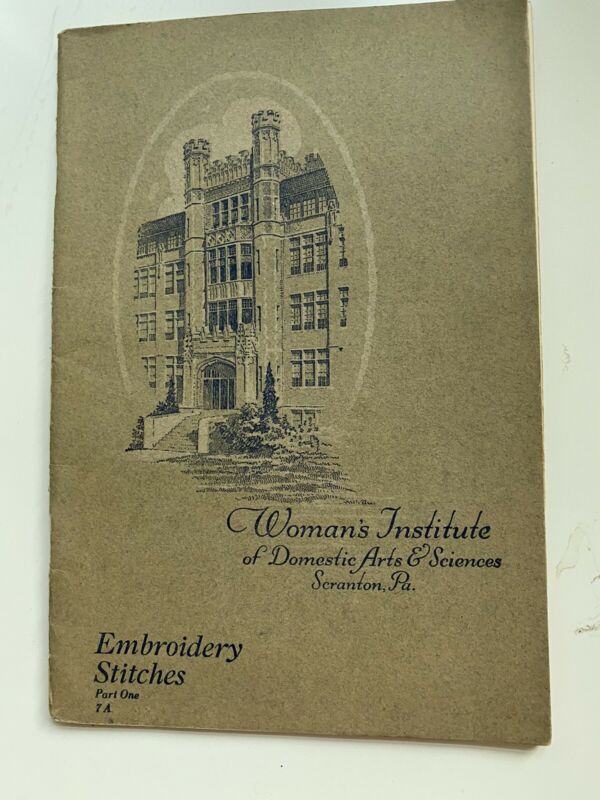 Woman's Institute
of Domestic Arts & Sciences
Scranton, Pa.
Embroidery
Stitches
Part One
7 A